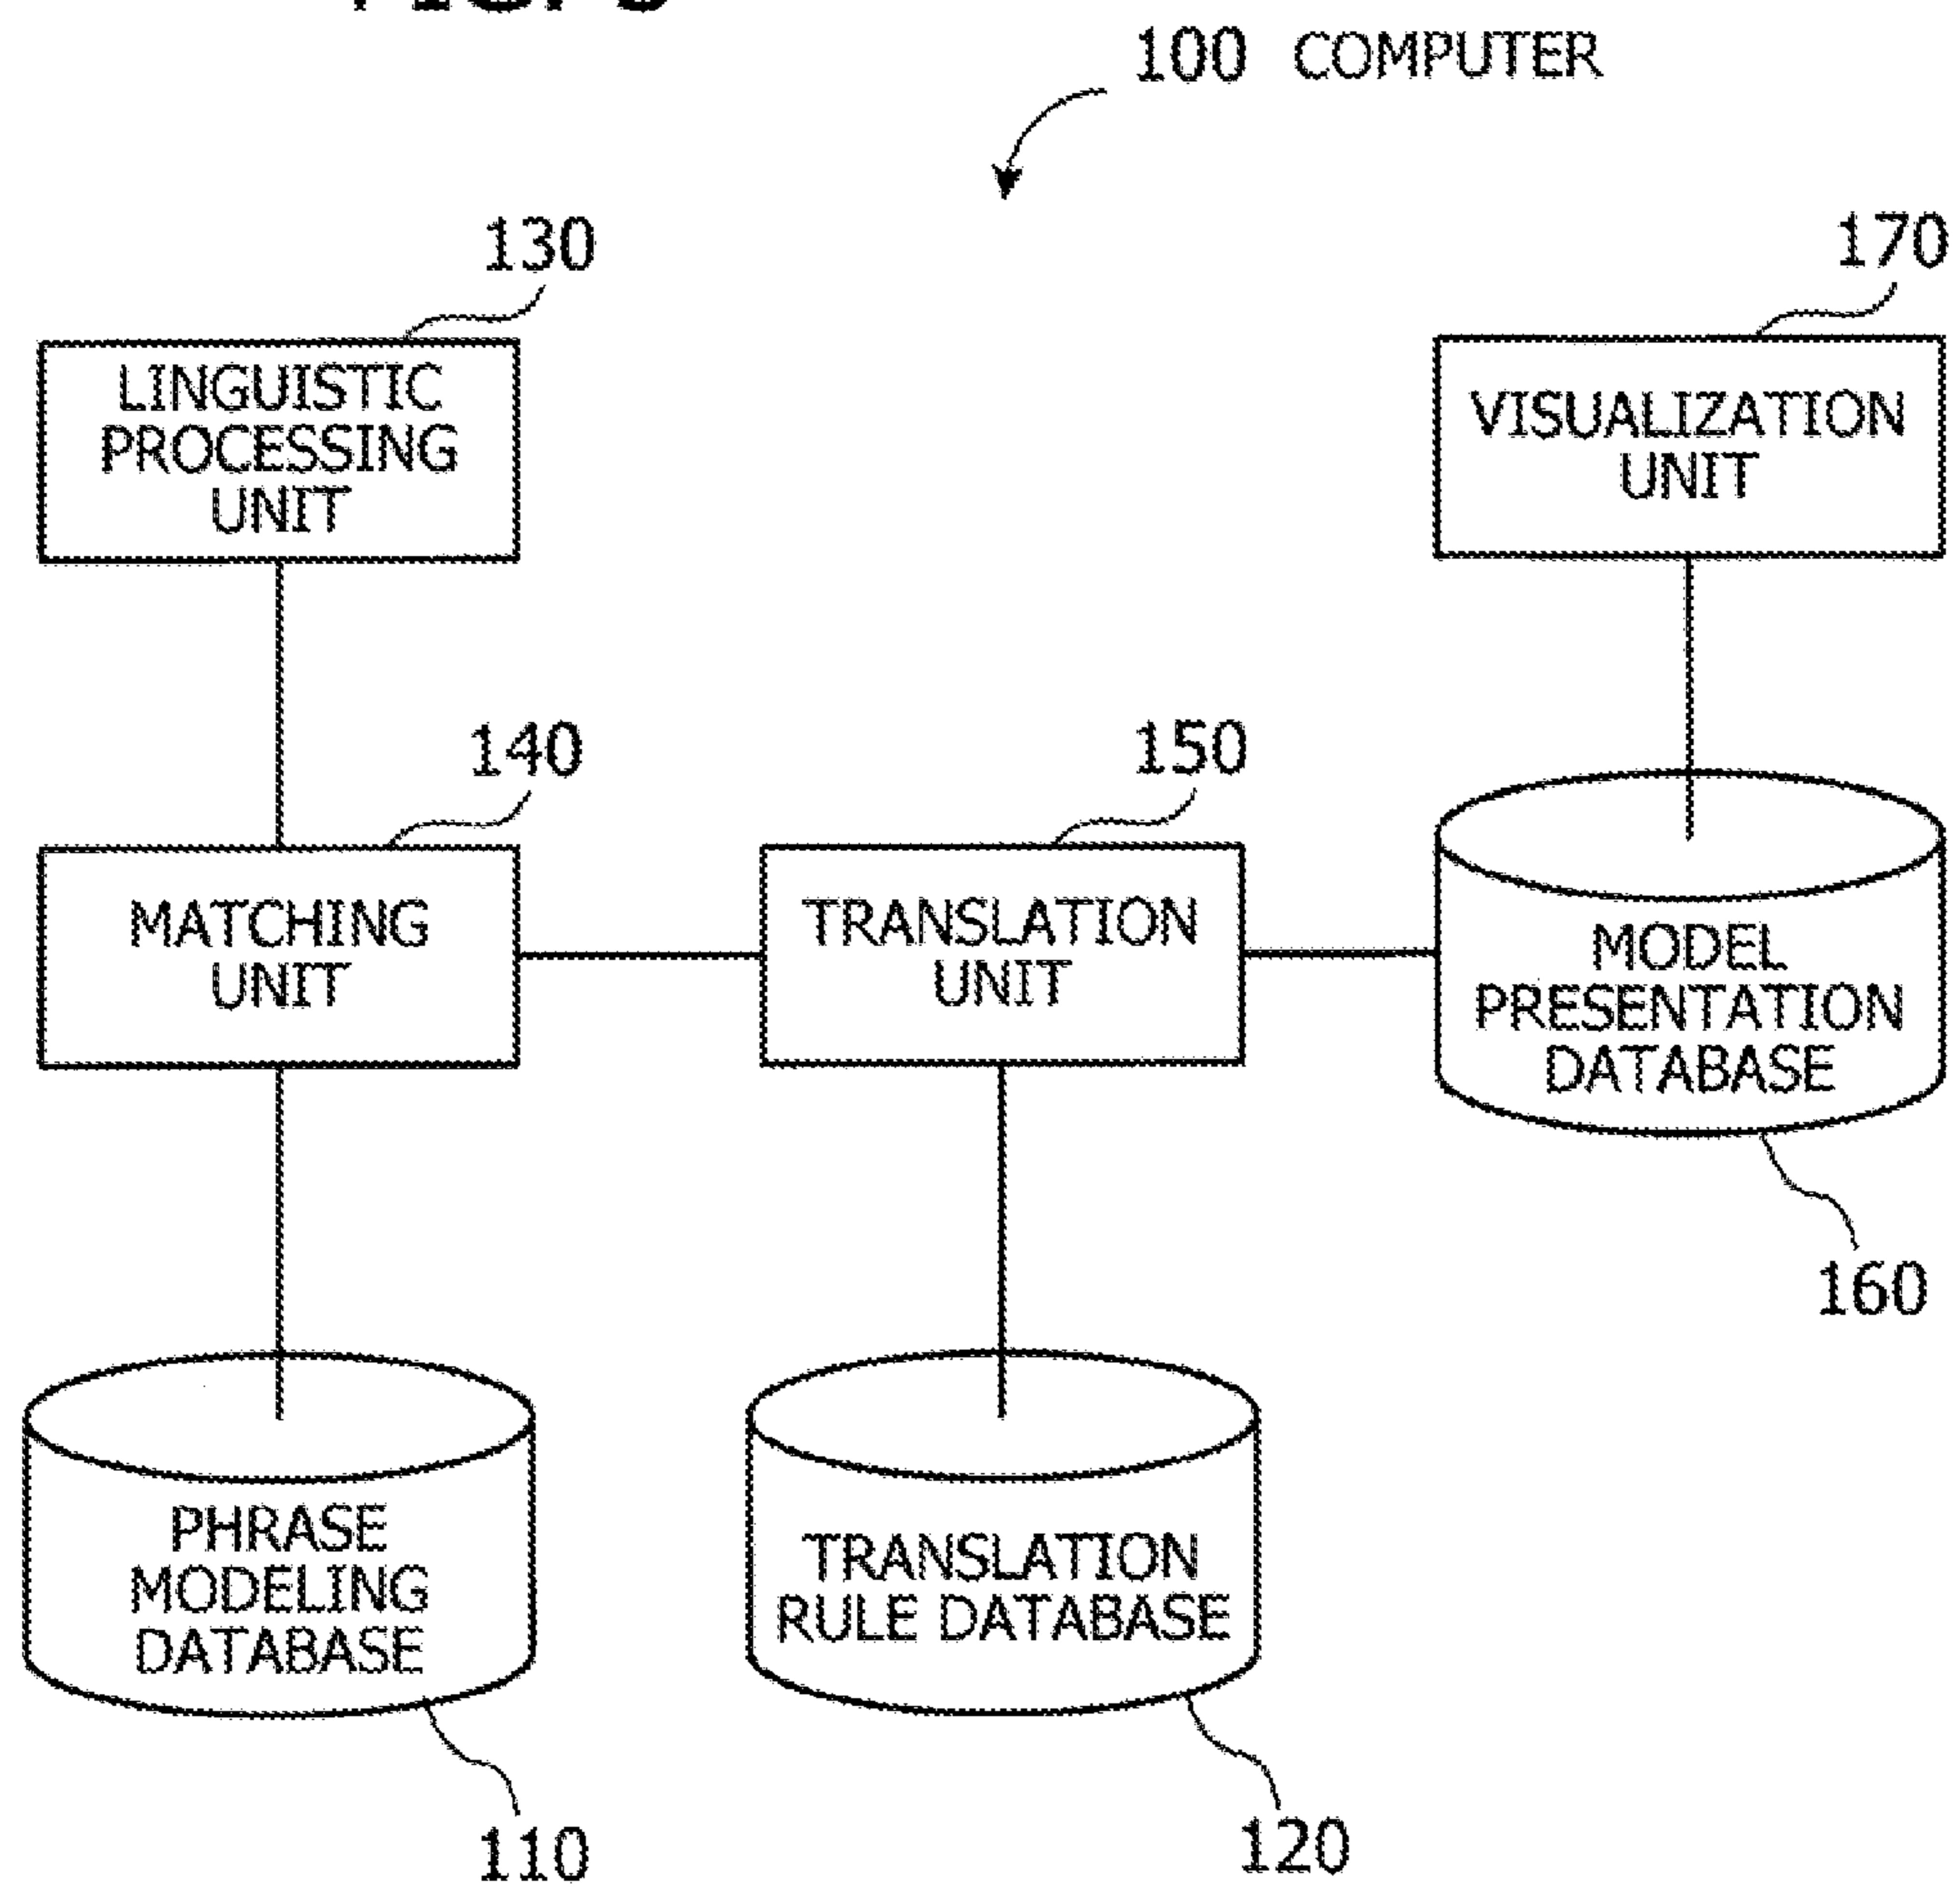 100 COMPUTER
130
170
LINGUISTIC
PROCESSING
UNIT
VISUALIZATION
UNIT
140
150
MATCHING
UNIT
TRANSLATION
UNIT
MODEL
PRESENTATION
DATABASE
160
PHRASE
MODELING
DATABASE
TRANSLATION
RULE DATABASE
110
120